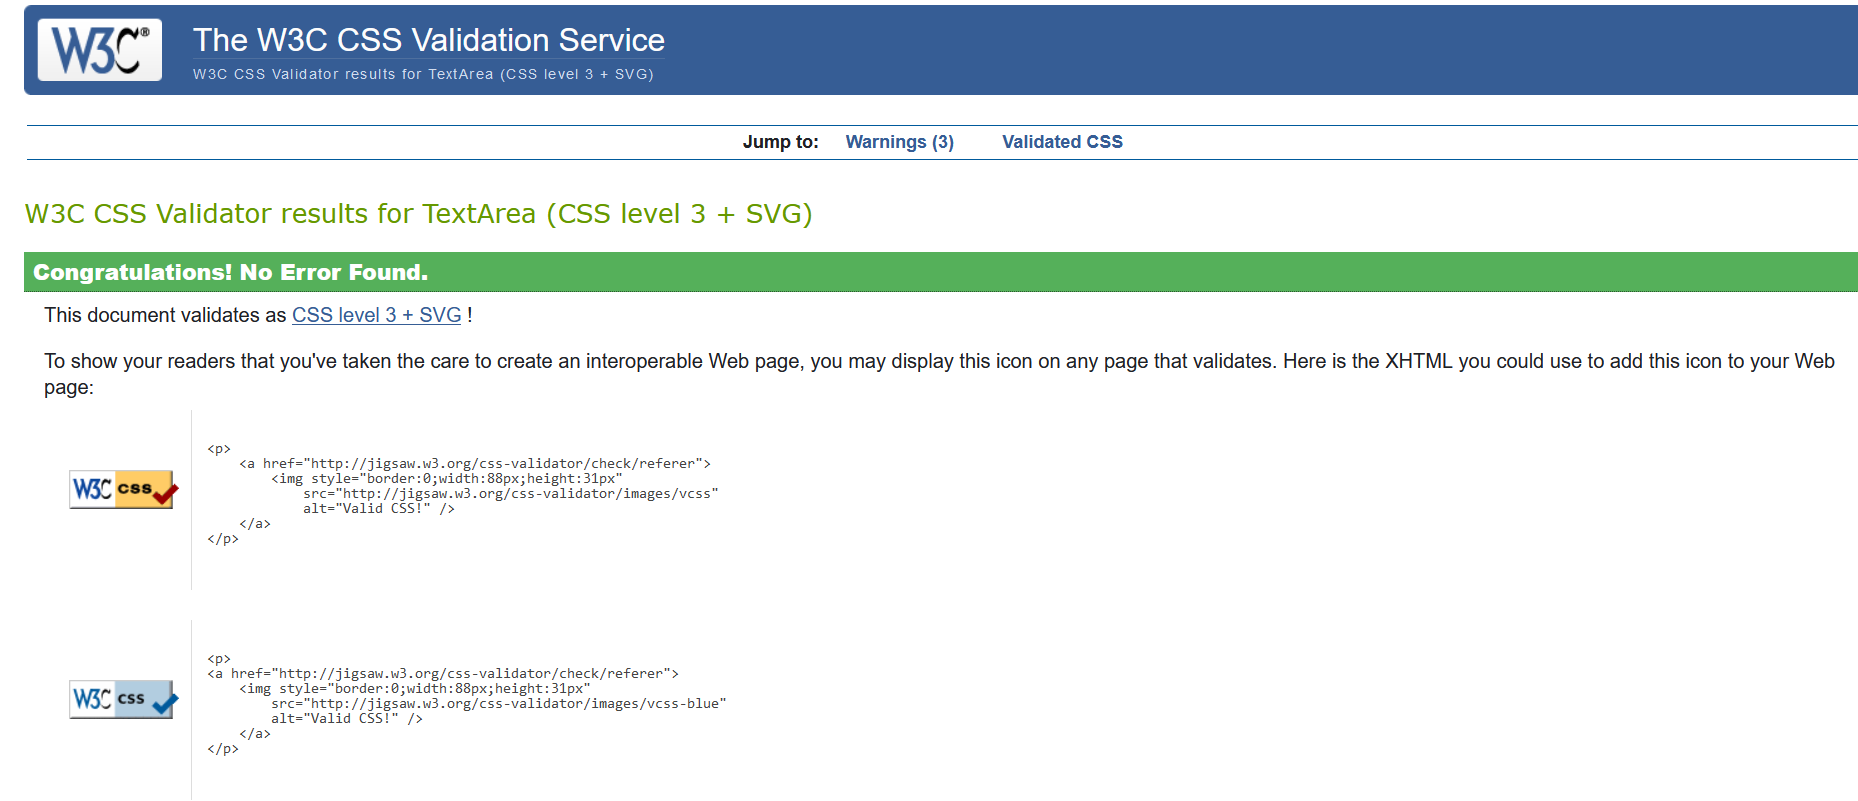 W3C®
The W3C CSS Validation Service
W3C CSS Validator results for TextArea (CSS level 3 + SVG)
Jump to: Warnings (3) Validated CSS
W3C CSS Validator results for TextArea (CSS level 3 + SVG)
Congratulations! No Error Found.
This document validates as CSS level 3 + SVG !
To show your readers that you've taken the care to create an interoperable Web page, you may display this icon on any page that validates. Here is the XHTML you could use to add this icon to your Web
page:
W3C css
<p>
    <a href="http://jigsaw.w3.org/css-validator/check/referer">
        <img style="border:0;width:88px;height:31px"
            src="http://jigsaw.w3.org/css-validator/images/vcss"
            alt="Valid CSS!" />
    </a>
</p>
W3C css
<p>
<a href="http://jigsaw.w3.org/css-validator/check/referer">
    <img style="border:0;width:88px;height:31px"
        src="http://jigsaw.w3.org/css-validator/images/vcss-blue"
        alt="Valid CSS!" />
    </a>
</p>